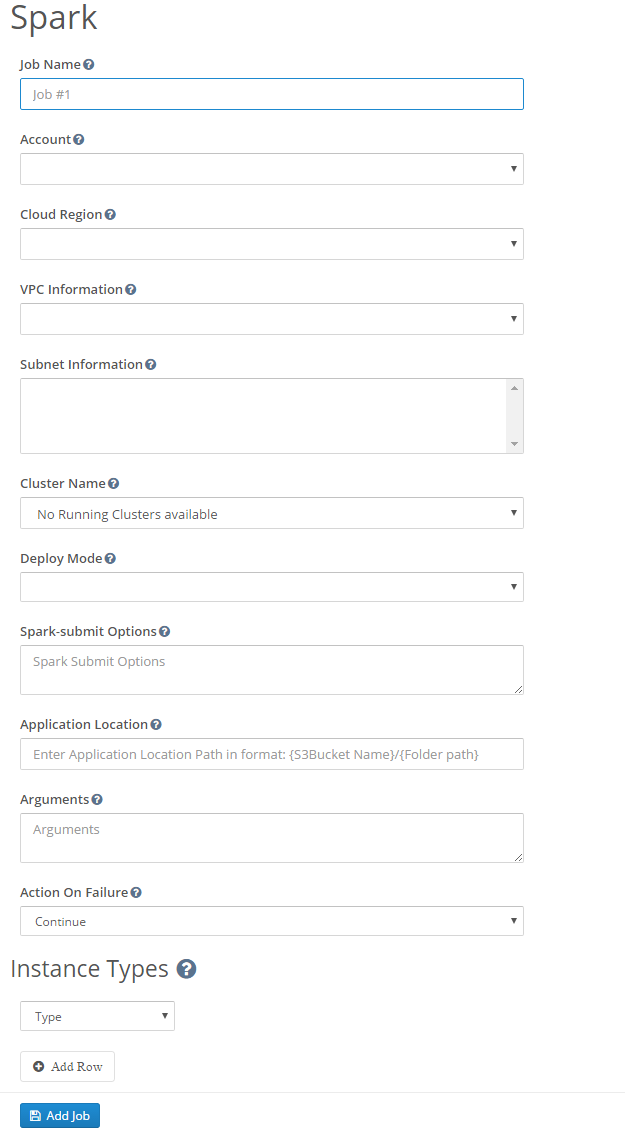 Spark
Job Name
Job #1
Account
Cloud Region
VPC Information
Subnet Information
Cluster Name
No Running Clusters available
Deploy Mode
Spark-submit Options
Spark Submit Options
Application Location
Enter Application Location Path in format: {S3Bucket Name}/{Folder path}
Arguments
Arguments
Action On Failure
Continue
Instance Types
Type
Add Row
Add Job